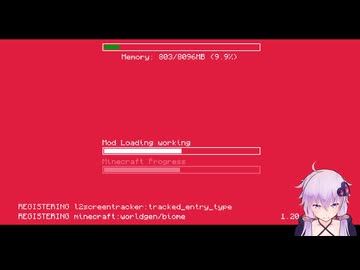 Memory: 803/8096MB (9.9%)
Mod Loading working
Minecraft Progress
REGISTERING l2screentracker:tracked_entry_type
REGISTERING minecraft:worldgen/biome
1.20